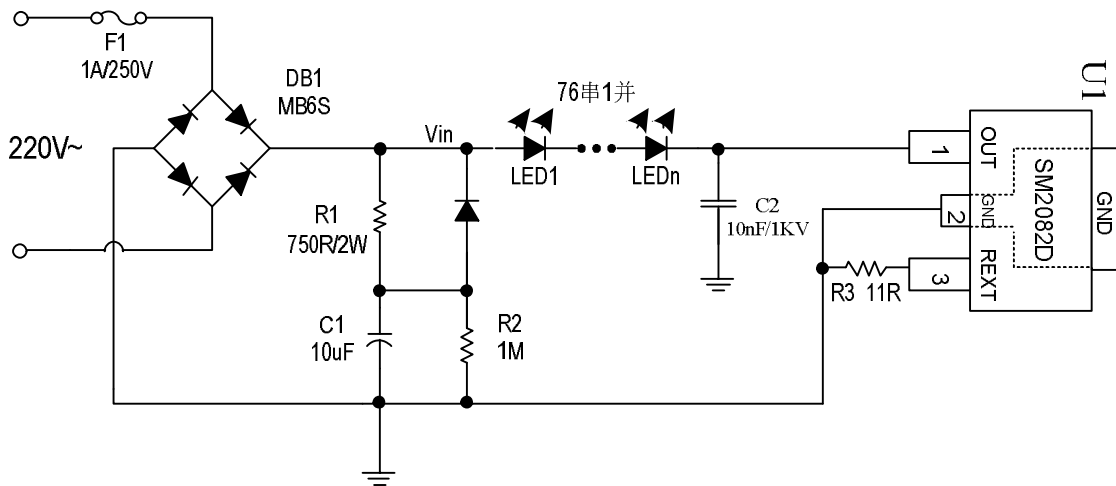 F1
1A/250V
DB1
MB6S
220V~
Vin
76串1并
LED1
LEDn
R1
750R/2W
C1
10uF
R2
1M
C2
10nF/1KV
R3 11R
U1
OUT
1
GND
2
REXT
3
SM2082D
GND